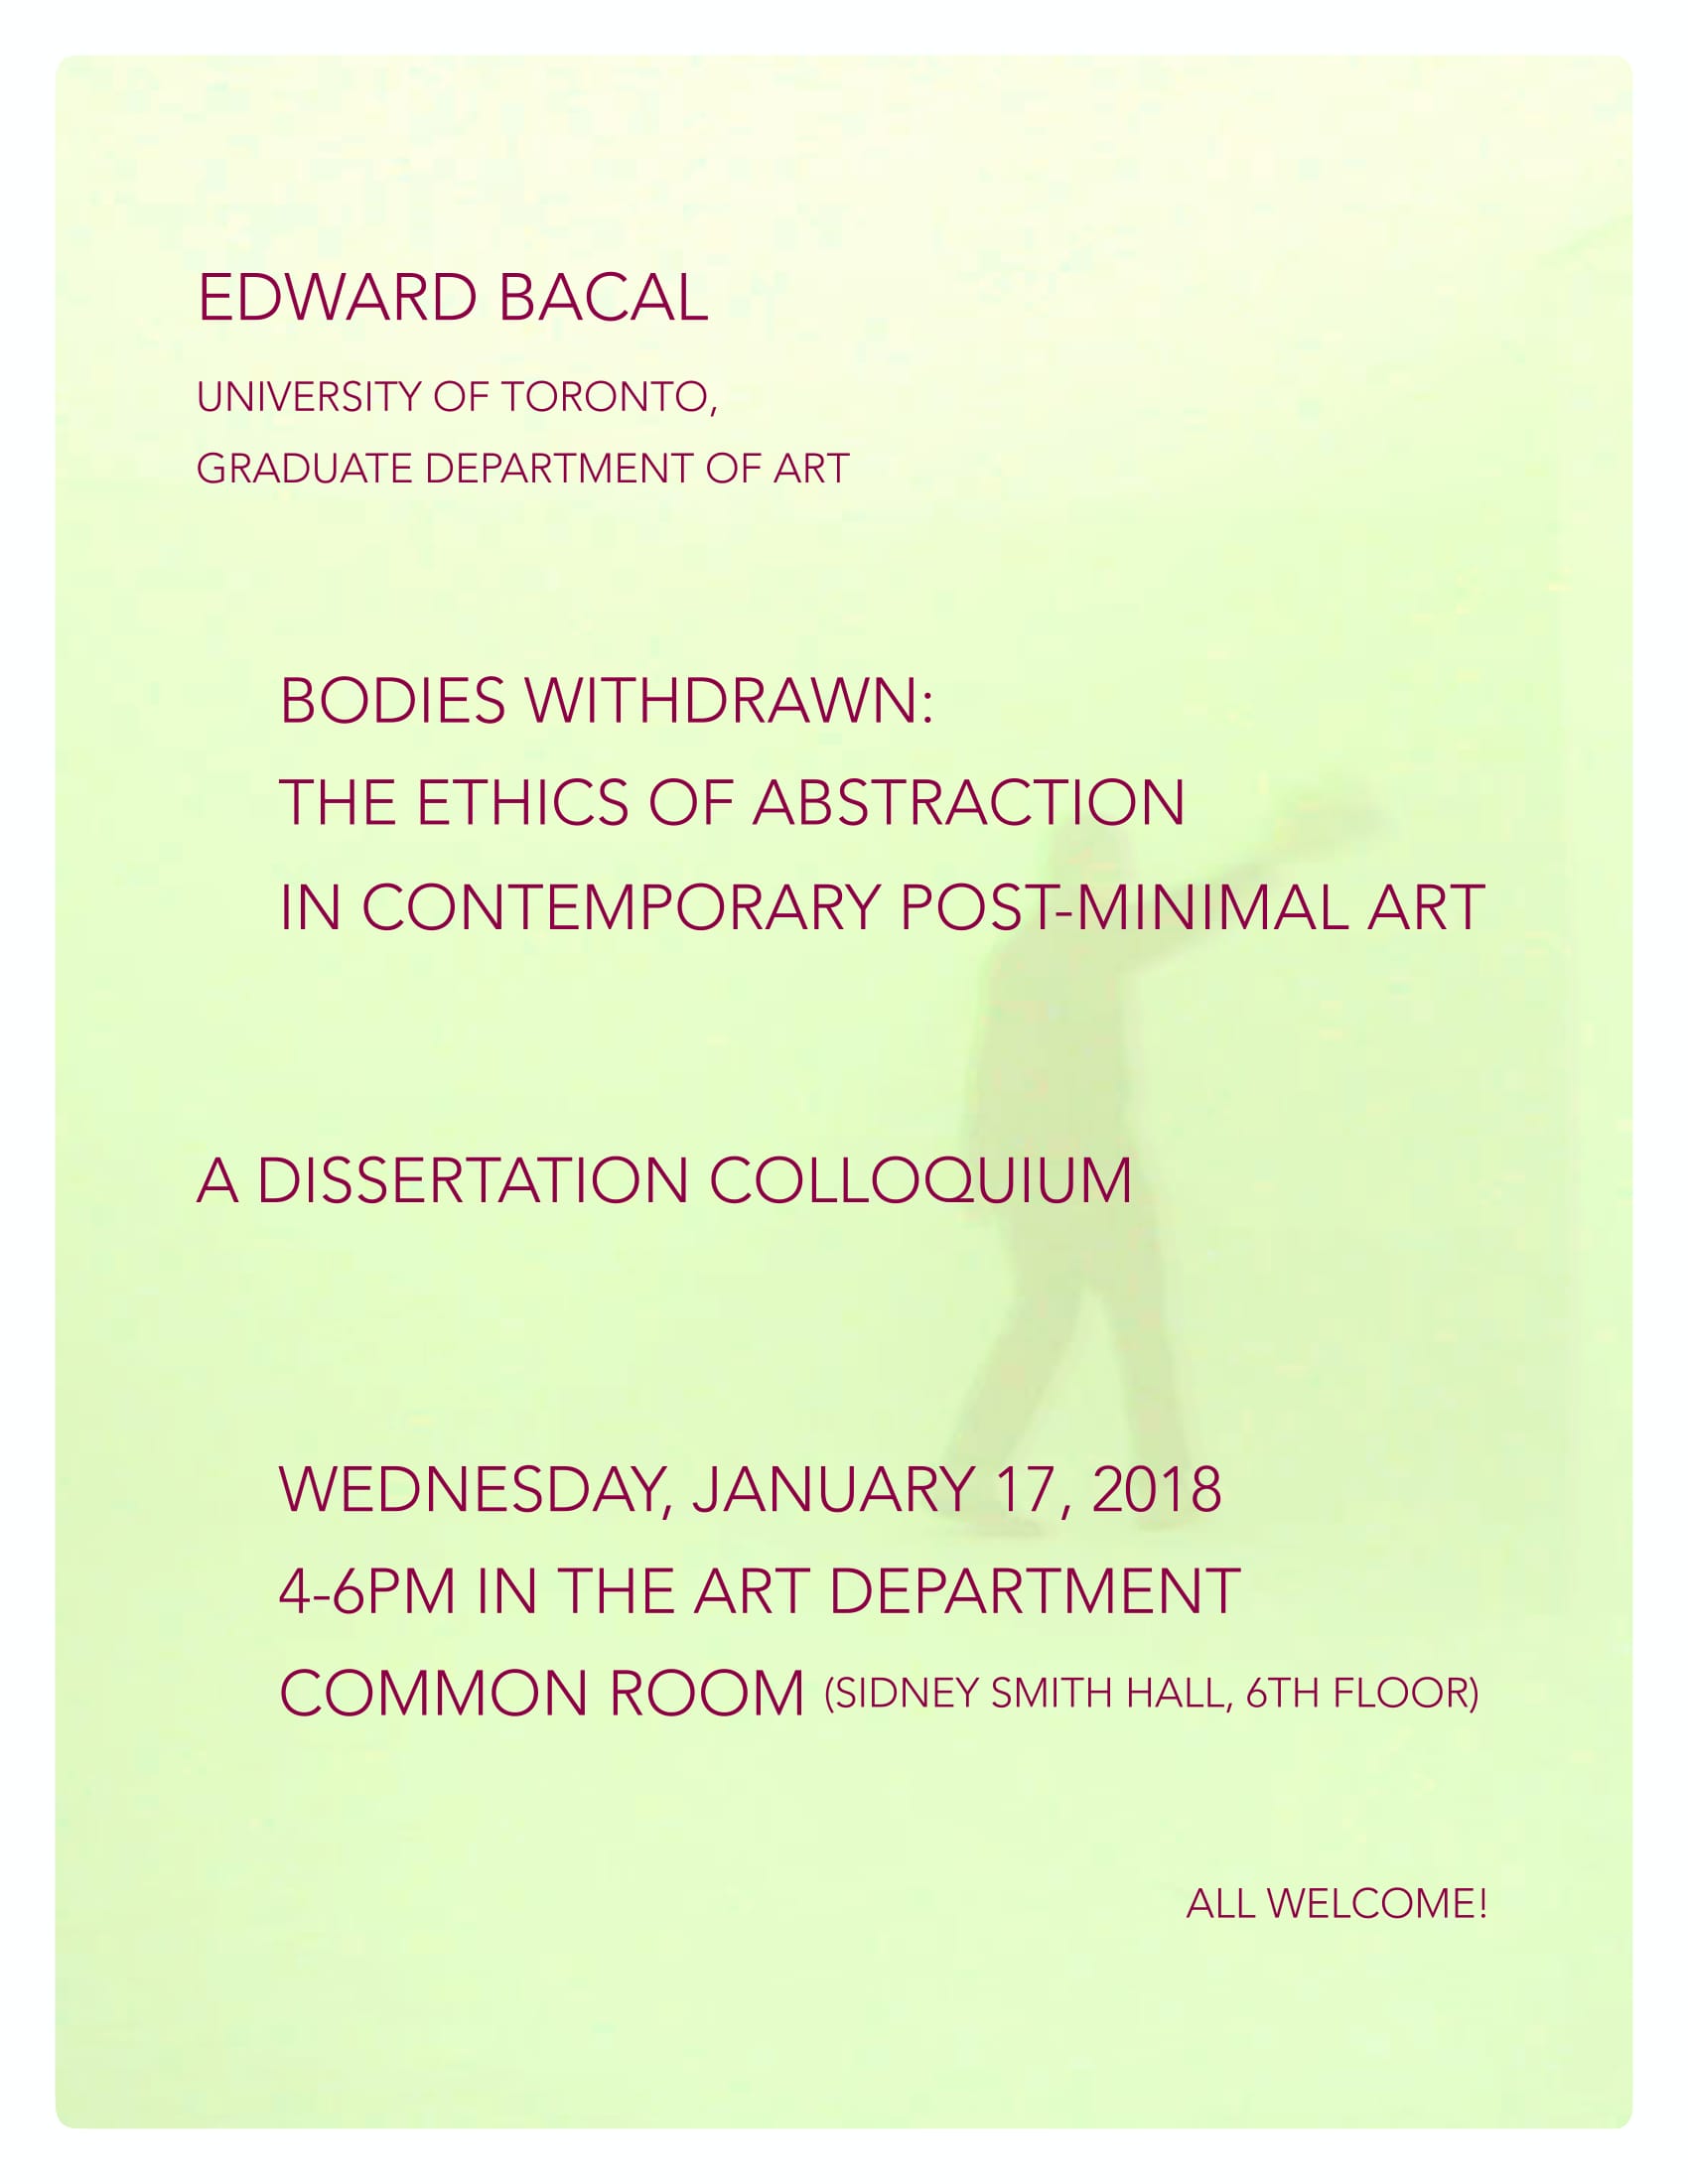 EDWARD BACAL
UNIVERSITY OF TORONTO,
GRADUATE DEPARTMENT OF ART
BODIES WITHDRAWN:
THE ETHICS OF ABSTRACTION
IN CONTEMPORARY POST-MINIMAL ART
A DISSERTATION COLLOQUIUM
WEDNESDAY, JANUARY 17, 2018
4-6PM IN THE ART DEPARTMENT
COMMON ROOM (SIDNEY SMITH HALL, 6TH FLOOR)
ALL WELCOME!